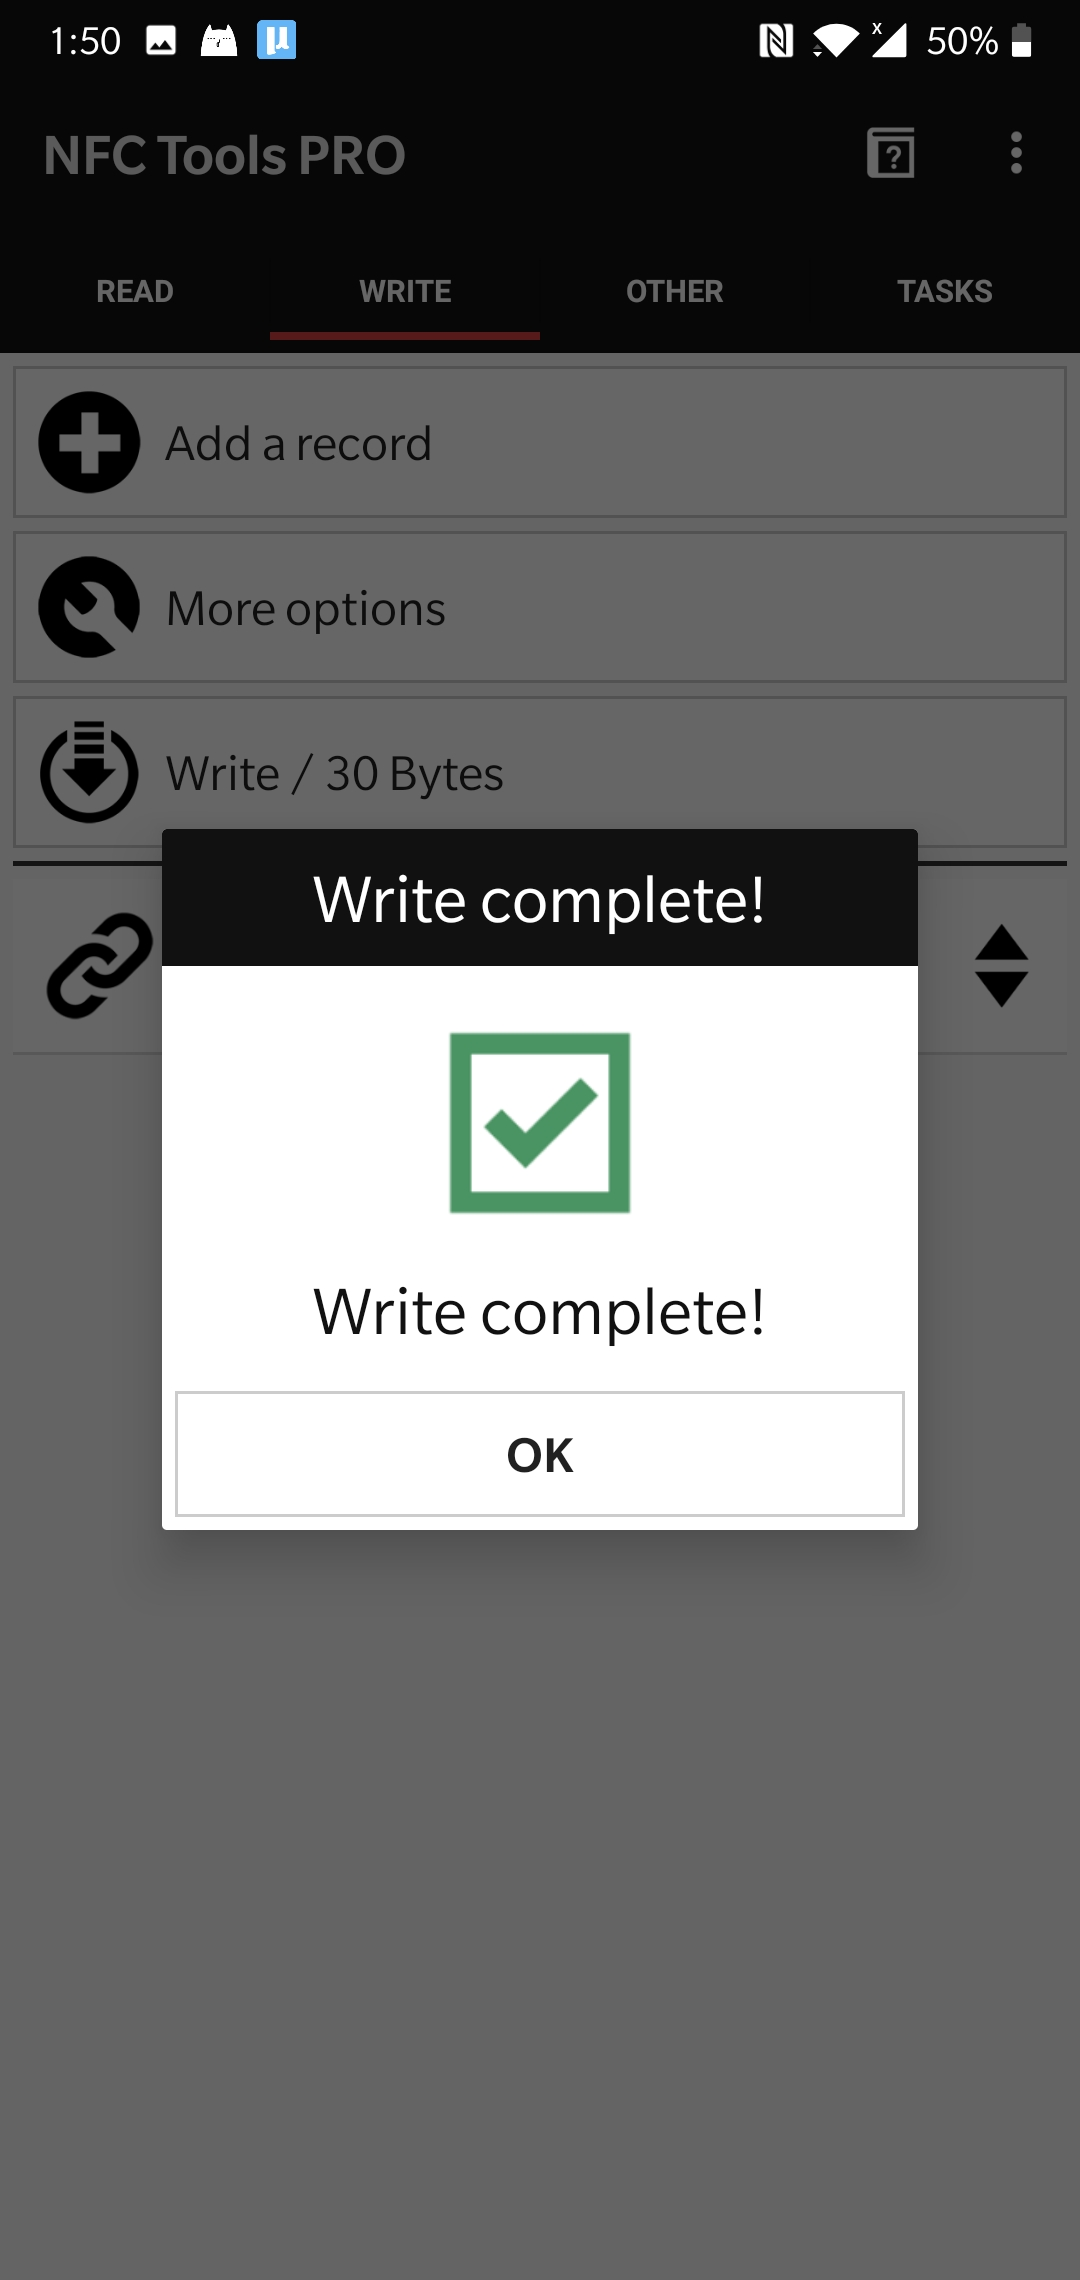 1:50 50%
NFC Tools PRO
READ WRITE OTHER TASKS
Add a record
More options
Write / 30 Bytes
Write complete!
Write complete!
OK